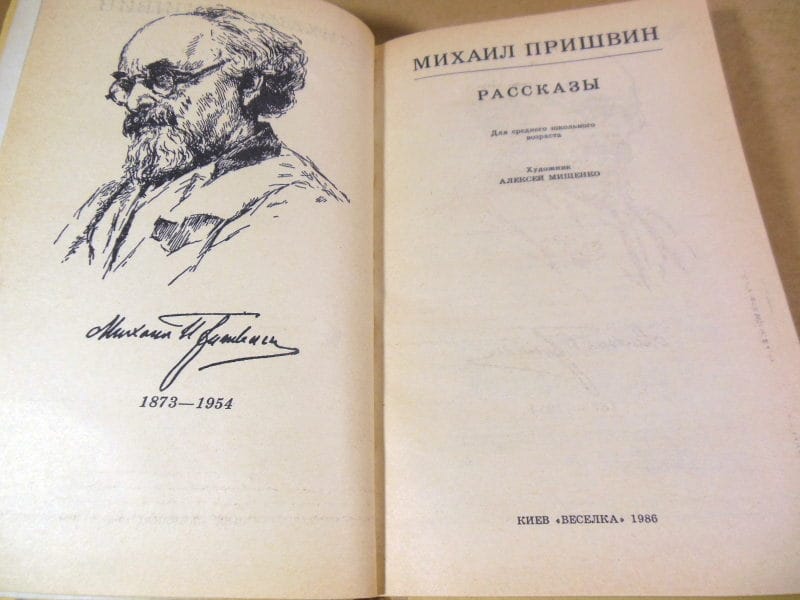 Михаил Пришвин
1873—1954
МИХАИЛ ПРИШВИН
РАССКАЗЫ
Для среднего школьного
возраста
Художник
АЛЕКСЕЙ МИЩЕНКО
КИЕВ «ВЕСЕЛКА» 1986